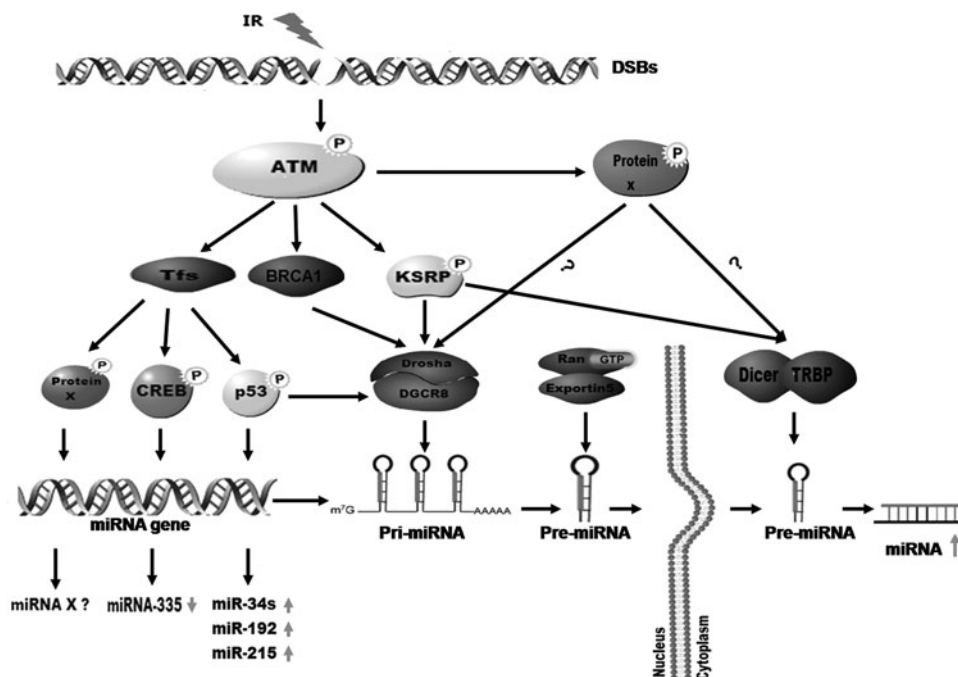 IR
DSBs
P
ATM
P
Protein
x
Tfs
BRCA1
P
KSRP
?
?
P
Protein
X
P
CREB
P
p53
Drosha
DGCR8
Ran GTP
Exportin5
Dicer TRBP
miRNA gene
m7G
AAAAA
Pri-miRNA
Pre-miRNA
Pre-miRNA
miRNA
miRNA X ?
miRNA-335
miR-34s
miR-192
miR-215
Nucleus
Cytoplasm